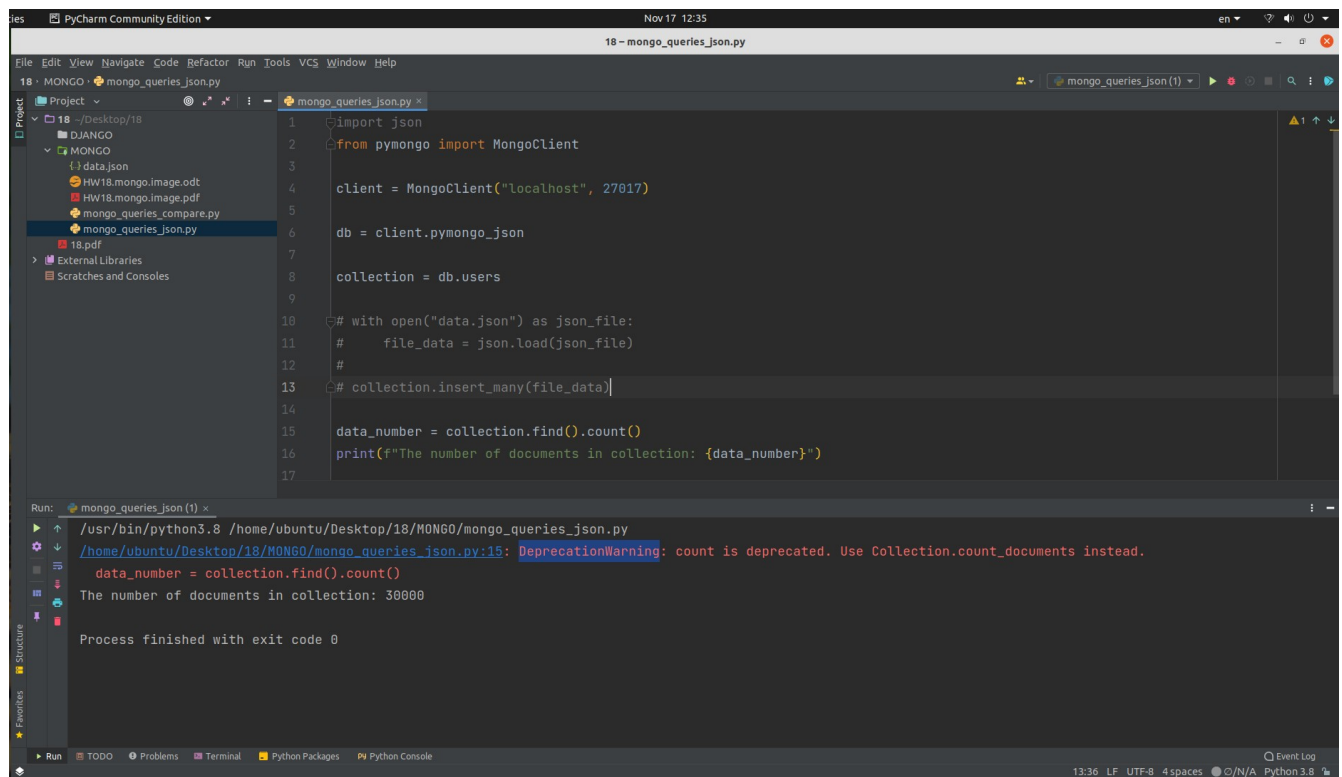 ies PyCharm Community Edition Nov 17 12:35 en
18 – mongo_queries_json.py
File Edit View Navigate Code Refactor Run Tools VCS Window Help
18 MONGO mongo_queries_json.py mongo_queries_json (1)
Project
Project mongo_queries_json.py
18 ~/Desktop/18
DJANGO
MONGO
data.json
HW18.mongo.image.odt
HW18.mongo.image.pdf
mongo_queries_compare.py
mongo_queries_json.py
18.pdf
External Libraries
Scratches and Consoles
1 import json
2 from pymongo import MongoClient
3
4 client = MongoClient("localhost", 27017)
5
6 db = client.pymongo_json
7
8 collection = db.users
9
10 # with open("data.json") as json_file:
11 #     file_data = json.load(json_file)
12 #
13 # collection.insert_many(file_data)
14
15 data_number = collection.find().count()
16 print(f"The number of documents in collection: {data_number}")
17
1
Run: mongo_queries_json (1)
/usr/bin/python3.8 /home/ubuntu/Desktop/18/MONGO/mongo_queries_json.py
/home/ubuntu/Desktop/18/MONGO/mongo_queries_json.py:15: DeprecationWarning: count is deprecated. Use Collection.count_documents instead.
data_number = collection.find().count()
The number of documents in collection: 30000
Process finished with exit code 0
Structure
Favorites
Run TODO Problems Terminal Python Packages Python Console Event Log
13:36 LF UTF-8 4 spaces Ø/N/A Python 3.8